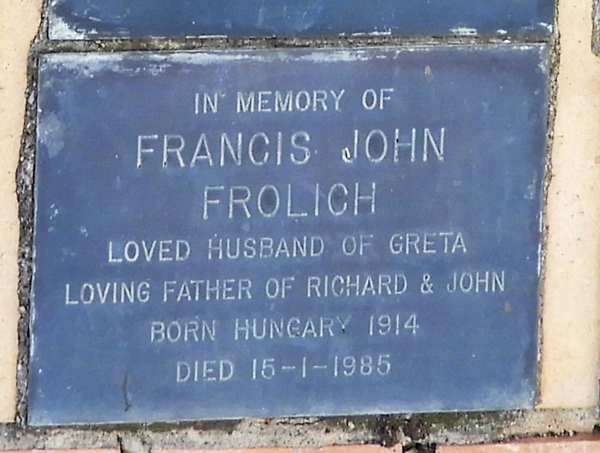 IN MEMORY OF
FRANCIS JOHN
FROLICH
LOVED HUSBAND OF GRETA
LOVING FATHER OF RICHARD & JOHN
BORN HUNGARY 1914
DIED 15-1-1985